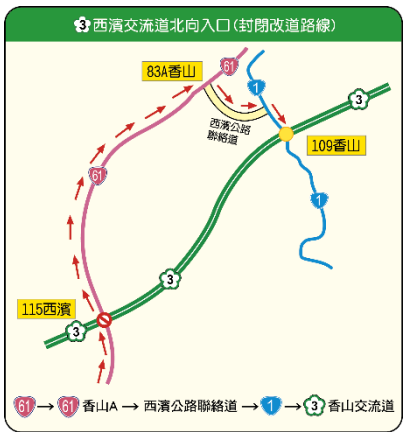 3 西濱交流道北向入口(封閉改道路線)
61
83A香山
1
3
西濱公路
聯絡道
109香山
61
1
3
115西濱
3
61→61香山A→西濱公路聯絡道→1→3香山交流道